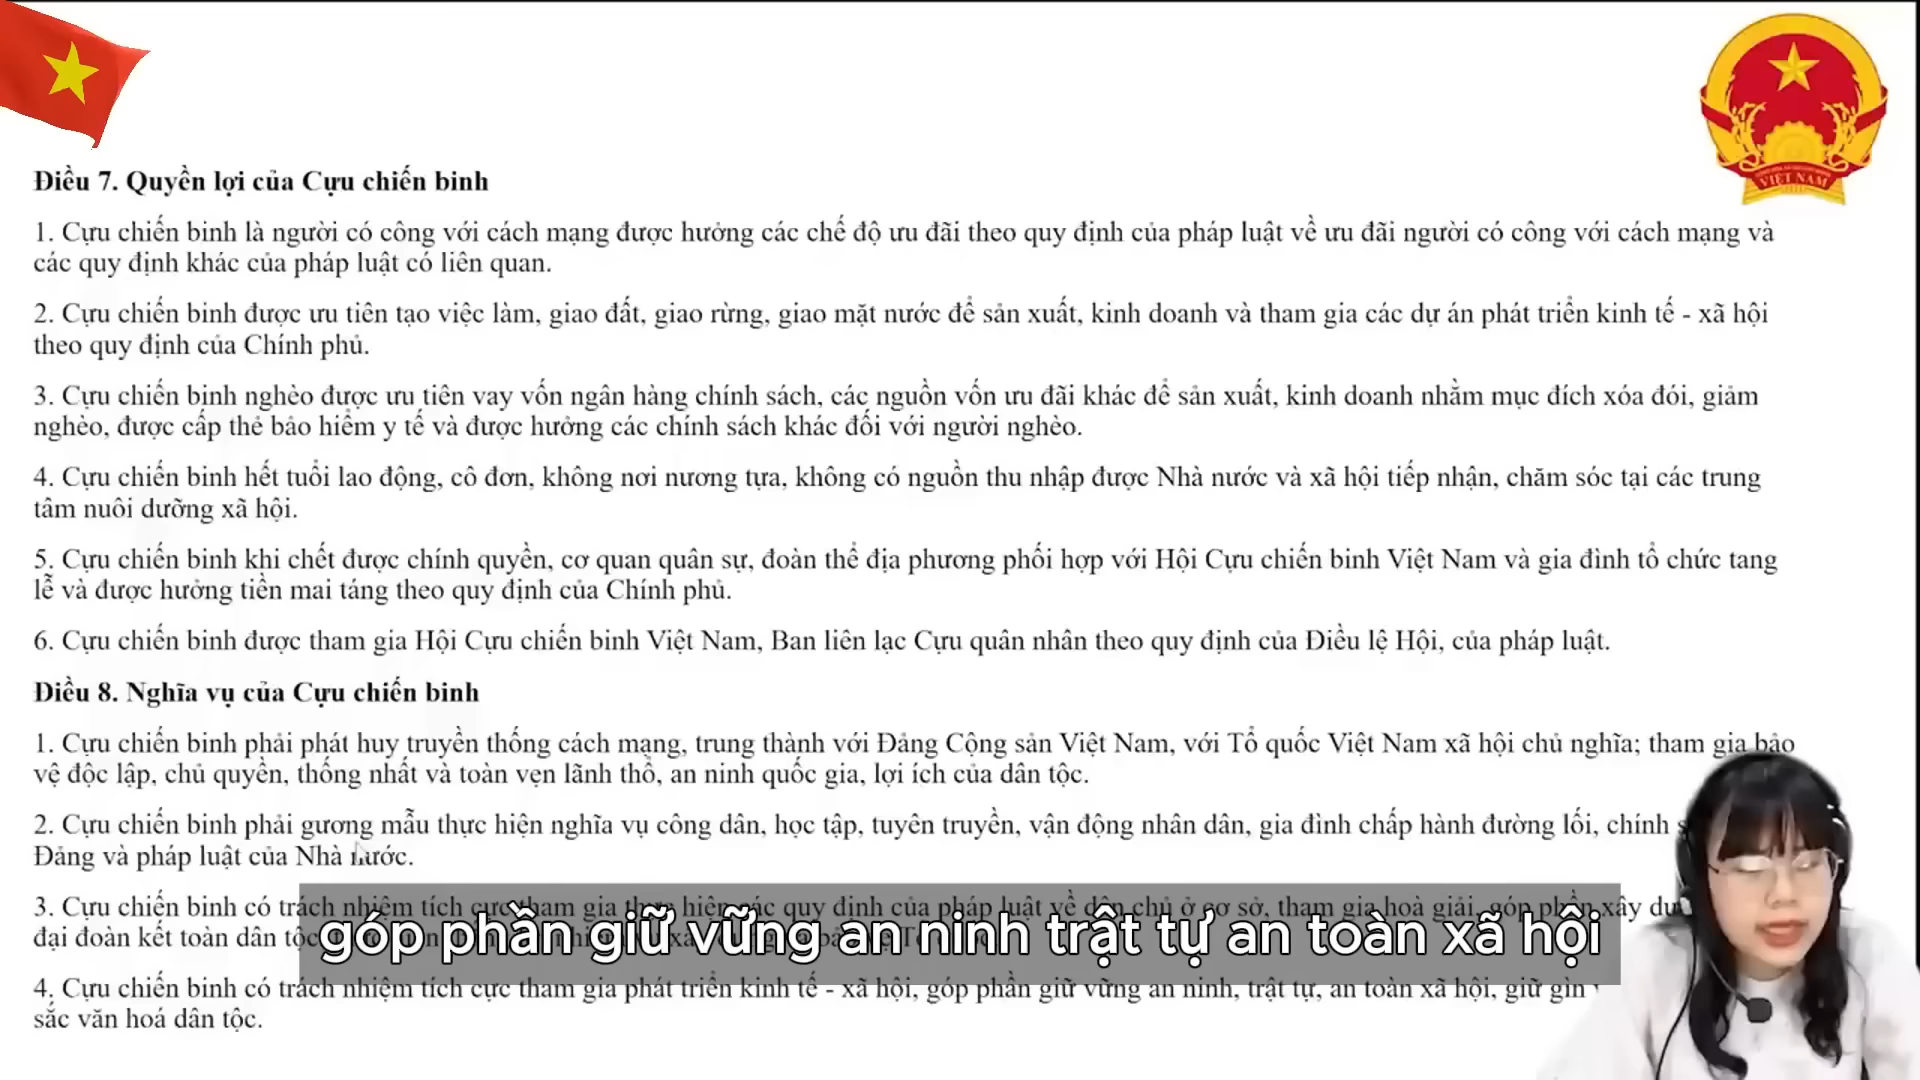 VIỆT NAM
Điều 7. Quyền lợi của Cựu chiến binh
1. Cựu chiến binh là người có công với cách mạng được hưởng các chế độ ưu đãi theo quy định của pháp luật về ưu đãi người có công với cách mạng và
các quy định khác của pháp luật có liên quan.
2. Cựu chiến binh được ưu tiên tạo việc làm, giao đất, giao rừng, giao mặt nước để sản xuất, kinh doanh và tham gia các dự án phát triển kinh tế - xã hội
theo quy định của Chính phủ.
3. Cựu chiến binh nghèo được ưu tiên vay vốn ngân hàng chính sách, các nguồn vốn ưu đãi khác để sản xuất, kinh doanh nhằm mục đích xóa đói, giảm
nghèo, được cấp thẻ bảo hiểm y tế và được hưởng các chính sách khác đối với người nghèo.
4. Cựu chiến binh hết tuổi lao động, cô đơn, không nơi nương tựa, không có nguồn thu nhập được Nhà nước và xã hội tiếp nhận, chăm sóc tại các trung
tâm nuôi dưỡng xã hội.
5. Cựu chiến binh khi chết được chính quyền, cơ quan quân sự, đoàn thể địa phương phối hợp với Hội Cựu chiến binh Việt Nam và gia đình tổ chức tang
lễ và được hưởng tiền mai táng theo quy định của Chính phủ.
6. Cựu chiến binh được tham gia Hội Cựu chiến binh Việt Nam, Ban liên lạc Cựu quân nhân theo quy định của Điều lệ Hội, của pháp luật.
Điều 8. Nghĩa vụ của Cựu chiến binh
1. Cựu chiến binh phải phát huy truyền thống cách mạng, trung thành với Đảng Cộng sản Việt Nam, với Tổ quốc Việt Nam xã hội chủ nghĩa; tham gia bảo
vệ độc lập, chủ quyền, thống nhất và toàn vẹn lãnh thổ, an ninh quốc gia, lợi ích của dân tộc.
2. Cựu chiến binh phải gương mẫu thực hiện nghĩa vụ công dân, học tập, tuyên truyền, vận động nhân dân, gia đình chấp hành đường lối, chính
Đảng và pháp luật của Nhà nước.
3. Cựu chiến binh có trách nhiệm tích cực tham gia thực hiện các quy định của pháp luật về dân chủ ở cơ sở, tham gia hoà giải, góp phần xây
đại đoàn kết toàn dân
góp phần giữ vững an ninh trật tự an toàn xã hội
4. Cựu chiến binh có trách nhiệm tích cực tham gia phát triển kinh tế - xã hội, góp phần giữ vững an ninh, trật tự, an toàn xã hội, giữ gìn
sắc văn hoá dân tộc.